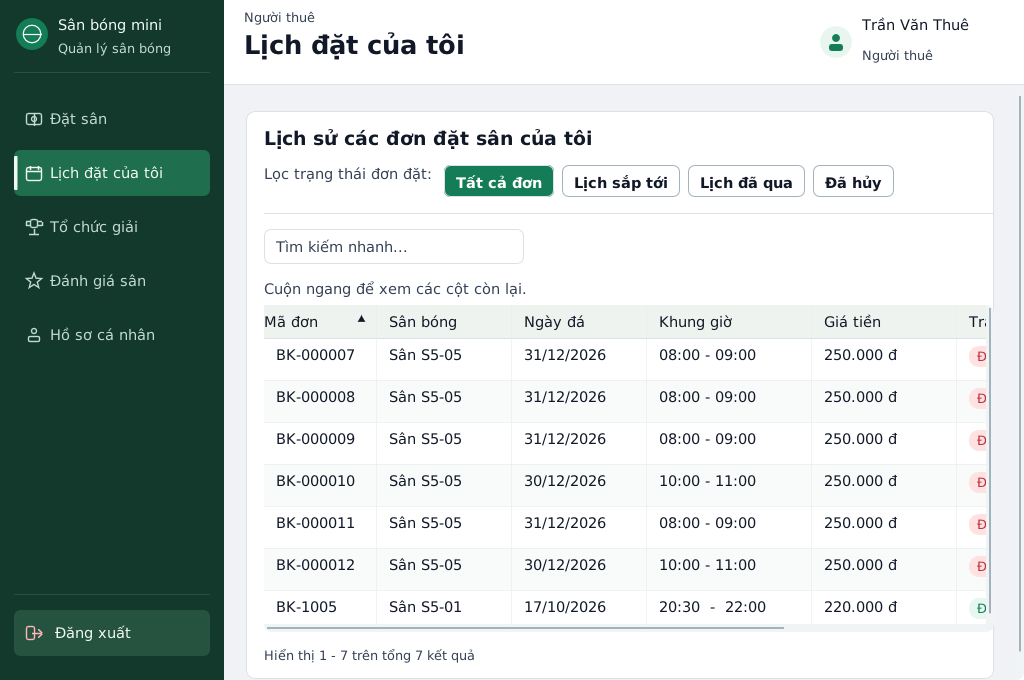 Sân bóng mini
Quản lý sân bóng
Đặt sân
Lịch đặt của tôi
Tổ chức giải
Đánh giá sân
Hồ sơ cá nhân
Đăng xuất
Người thuê
Lịch đặt của tôi
Trần Văn Thuê
Người thuê
Lịch sử các đơn đặt sân của tôi
Lọc trạng thái đơn đặt: Tất cả đơn Lịch sắp tới Lịch đã qua Đã hủy
Tìm kiếm nhanh...
Cuộn ngang để xem các cột còn lại.
Mã đơn ▲ Sân bóng Ngày đá Khung giờ Giá tiền
BK-000007 Sân S5-05 31/12/2026 08:00 - 09:00 250.000 đ
BK-000008 Sân S5-05 31/12/2026 08:00 - 09:00 250.000 đ
BK-000009 Sân S5-05 31/12/2026 08:00 - 09:00 250.000 đ
BK-000010 Sân S5-05 30/12/2026 10:00 - 11:00 250.000 đ
BK-000011 Sân S5-05 31/12/2026 08:00 - 09:00 250.000 đ
BK-000012 Sân S5-05 30/12/2026 10:00 - 11:00 250.000 đ
BK-1005 Sân S5-01 17/10/2026 20:30 - 22:00 220.000 đ
Hiển thị 1 - 7 trên tổng 7 kết quả